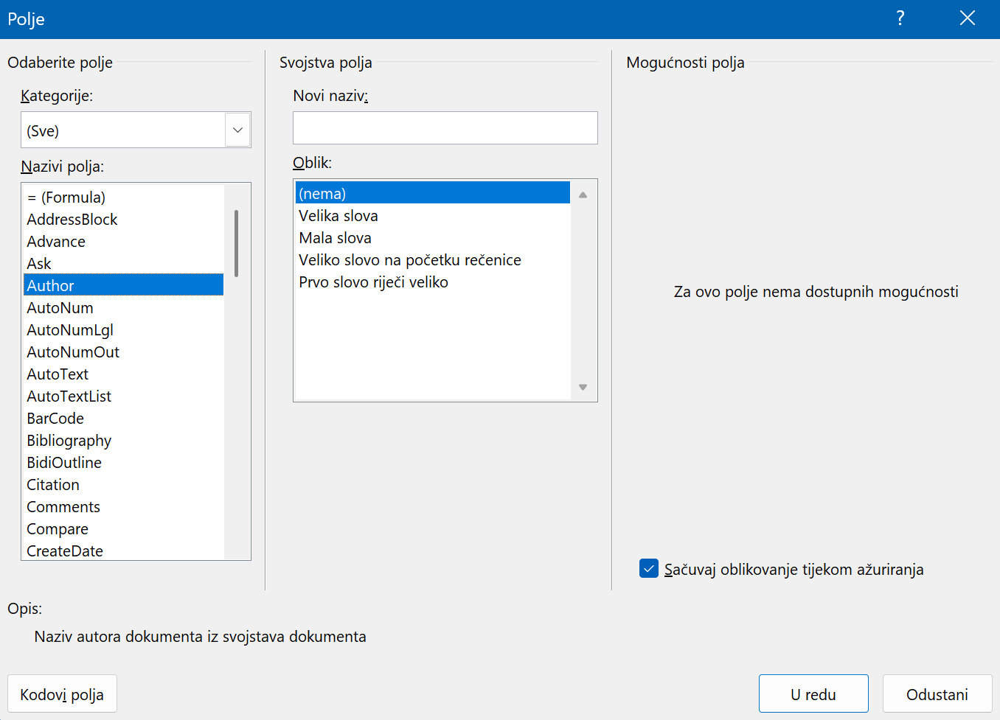 Polje
?
Odaberite polje
Kategorije:
(Sve)
Nazivi polja:
= (Formula)
AddressBlock
Advance
Ask
Author
AutoNum
AutoNumLgl
AutoNumOut
AutoText
AutoTextList
BarCode
Bibliography
BidiOutline
Citation
Comments
Compare
CreateDate
Svojstva polja
Novi naziv:
Oblik:
(nema)
Velika slova
Mala slova
Veliko slovo na početku rečenice
Prvo slovo riječi veliko
Mogućnosti polja
Za ovo polje nema dostupnih mogućnosti
Sačuvaj oblikovanje tijekom ažuriranja
Opis:
Naziv autora dokumenta iz svojstava dokumenta
Kodovi polja
U redu
Odustani